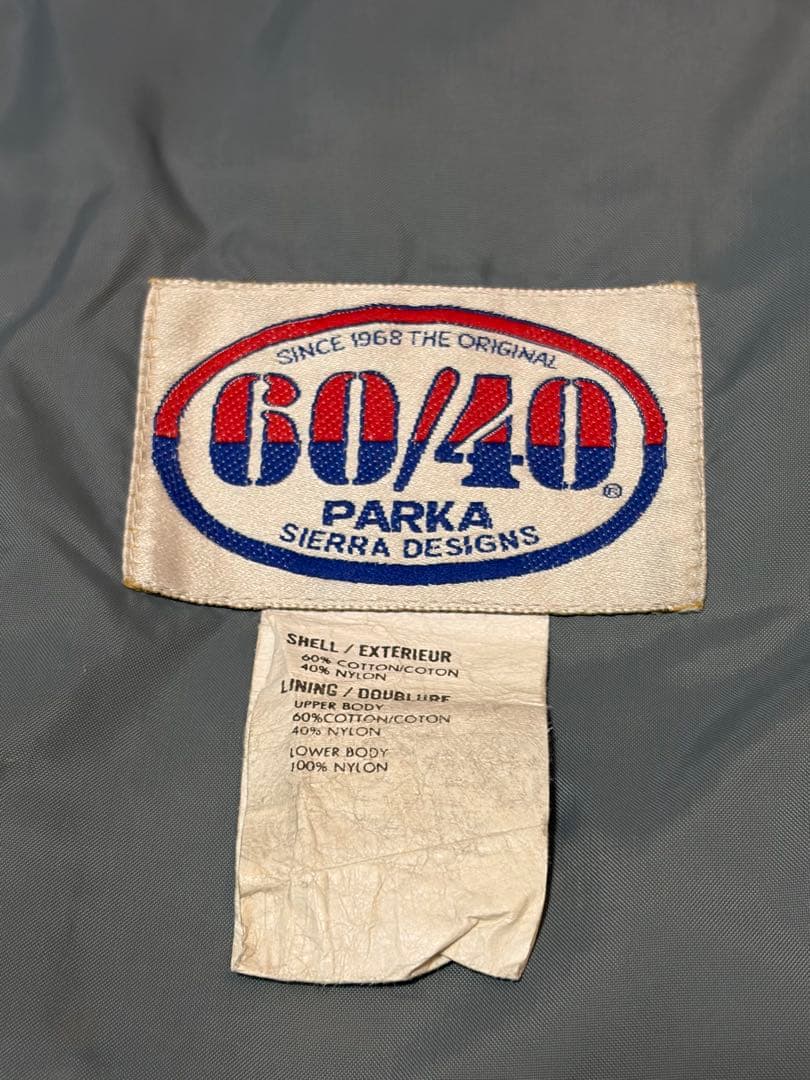 SINCE 1968 THE ORIGINAL
60/40®
PARKA
SIERRA DESIGNS
SHELL / EXTERIEUR
60% COTTON/COTON
40% NYLON
LINING / DOUBLURE
UPPER BODY
60%COTTON/COTON
40% NYLON
LOWER BODY
100% NYLON